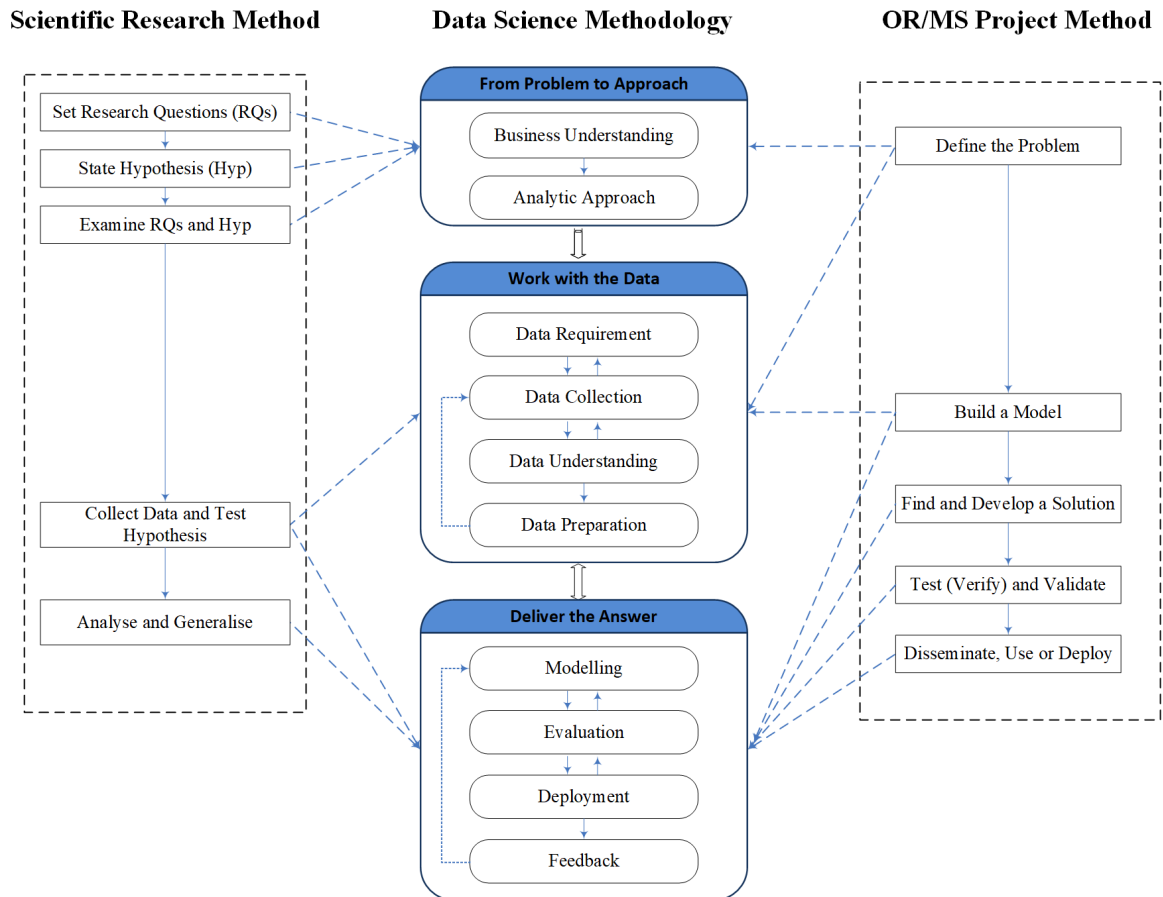 Scientific Research Method
Data Science Methodology
OR/MS Project Method
Set Research Questions (RQs)
State Hypothesis (Hyp)
Examine RQs and Hyp
Collect Data and Test
Hypothesis
Analyse and Generalise
From Problem to Approach
Business Understanding
Analytic Approach
Work with the Data
Data Requirement
Data Collection
Data Understanding
Data Preparation
Deliver the Answer
Modelling
Evaluation
Deployment
Feedback
Define the Problem
Build a Model
Find and Develop a Solution
Test (Verify) and Validate
Disseminate, Use or Deploy